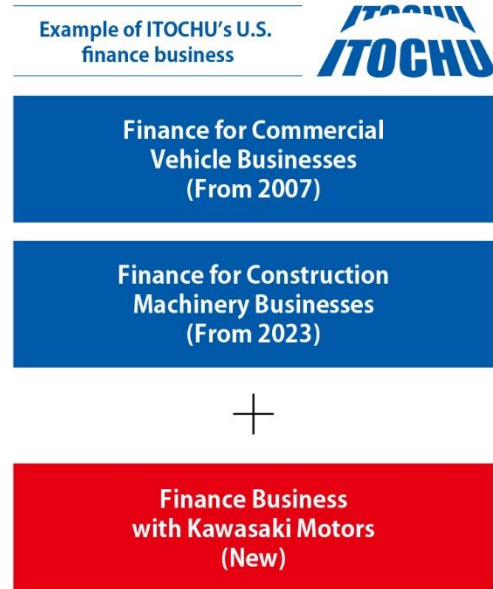 Example of ITOCHU's U.S.
finance business
ITOCHU
ITOCHU
Finance for Commercial
Vehicle Businesses
(From 2007)
Finance for Construction
Machinery Businesses
(From 2023)
+
Finance Business
with Kawasaki Motors
(New)